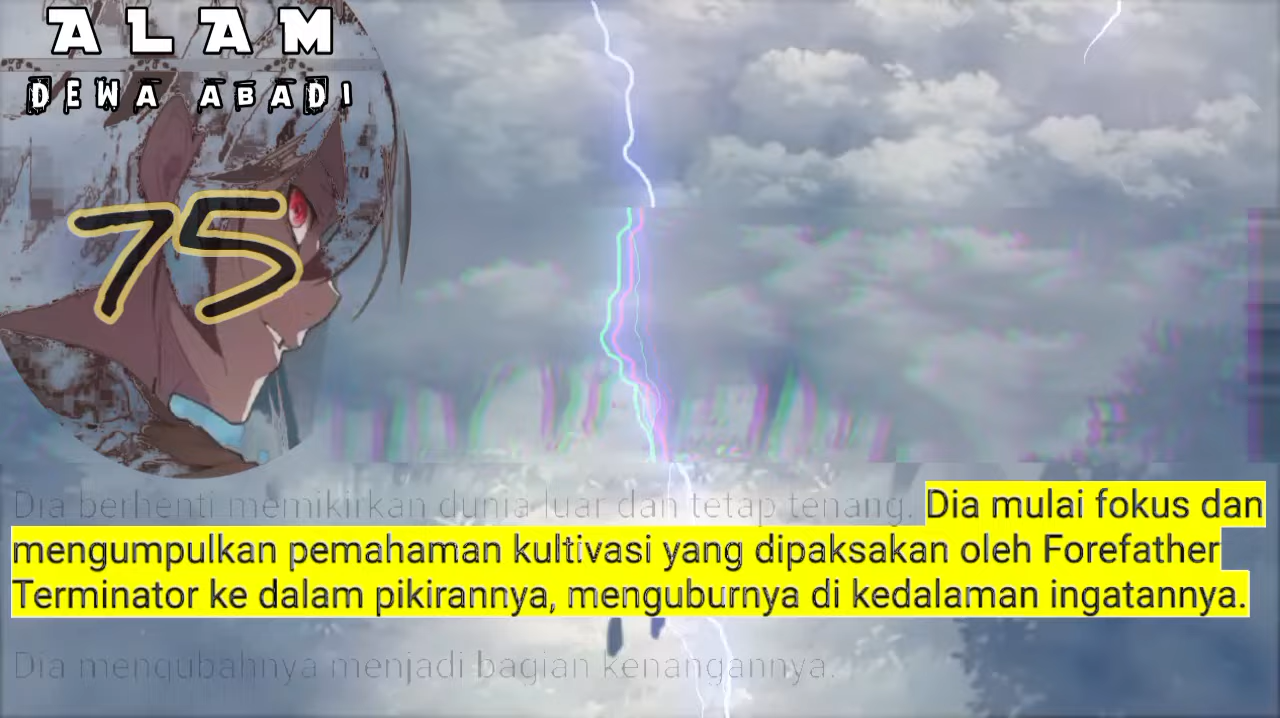 ALAM
DEWA ABADI
75
Dia berhenti memikirkan dunia luar dan tetap tenang. Dia mulai fokus dan
mengumpulkan pemahaman kultivasi yang dipaksakan oleh Forefather
Terminator ke dalam pikirannya, menguburnya di kedalaman ingatannya.
Dia mengubahnya menjadi bagian kenangannya.